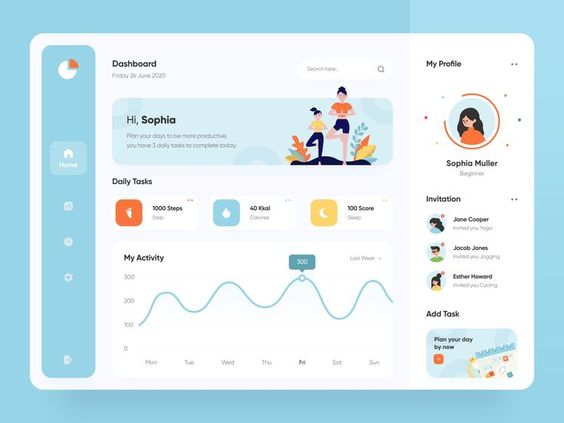 Dashboard
Friday 26 June 2020
Search here...
Home
Hi, Sophia
Plan your days to be more productive,
you have 3 daily tasks to complete today.
Daily Tasks
1000 Steps
Step
40 Kkal
Calories
100 Score
Sleep
My Activity
Last Week
300
300
200
100
0
Mon
Tue
Wed
Thu
Fri
Sat
Sun
My Profile
Sophia Muller
Beginner
Invitation
Jane Cooper
Invited you Yoga
Jacob Jones
Invited you Jogging
Esther Howard
Invited you Cycling
Add Task
Plan your day
by now